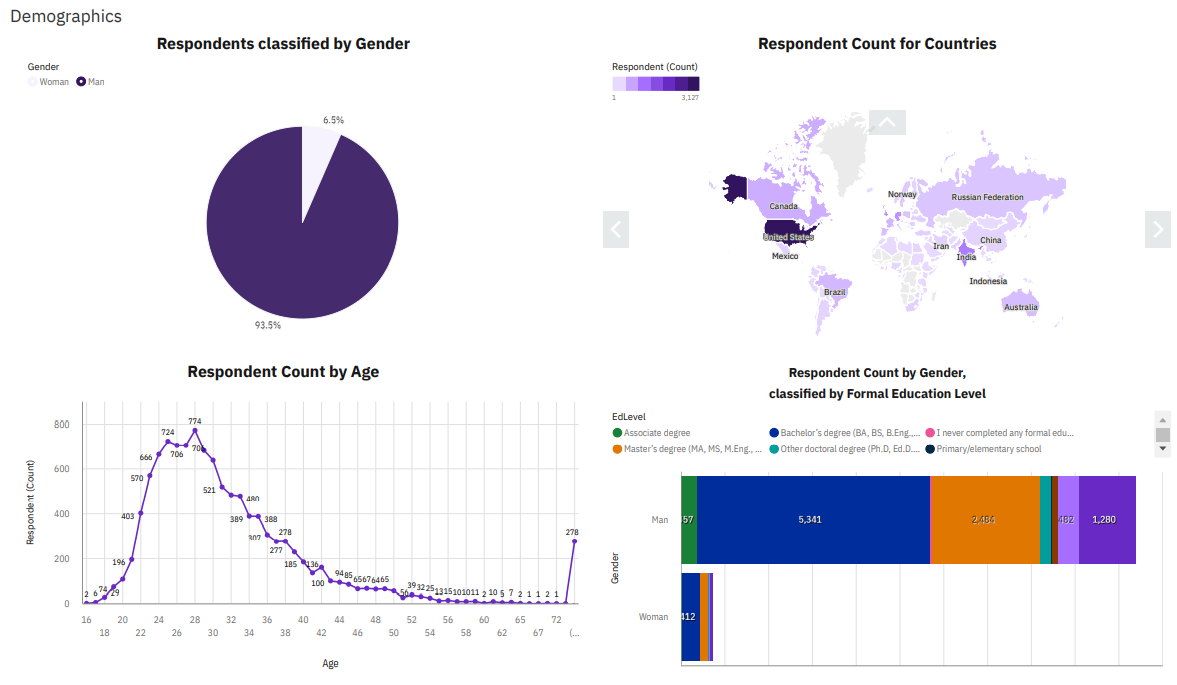 Demographics
Respondents classified by Gender
Gender
Woman Man
6.5%
93.5%
Respondent Count for Countries
Respondent (Count)
1 3,127
Canada
United States
Mexico
Brazil
Norway
Russian Federation
Iran
China
India
Indonesia
Australia
Respondent Count by Age
Respondent (Count)
800
600
400
200
0
2 6 74 29 196 403 570 666 724 706 774 706 521 480 389 307 388 277 278 185 136 100 94 85 65 67 64 65 56 39 32 25 13 15 10 10 11 2 10 5 7 2 1 1 2 1 278
16 20 24 28 32 36 40 44 48 52 56 60 64 68 72
18 22 26 30 34 38 42 46 50 54 58 62 67 (...
Age
Respondent Count by Gender,
classified by Formal Education Level
EdLevel
Associate degree Bachelor's degree (BA, BS, B.Eng.,... I never completed any formal edu...
Master's degree (MA, MS, M.Eng., ... Other doctoral degree (Ph.D, Ed.D.... Primary/elementary school
Gender
Man 5,341 2,484 482 1,280
Woman 412